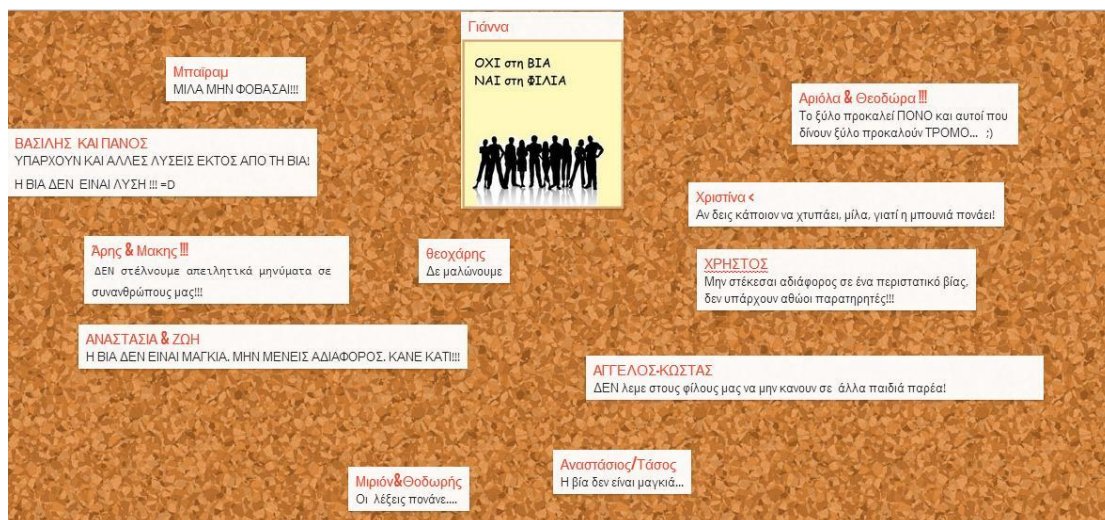 Γιάννα
ΟΧΙ στη ΒΙΑ
ΝΑΙ στη ΦΙΛΙΑ
Μπαϊραμ
ΜΙΛΑ ΜΗΝ ΦΟΒΑΣΑΙ!!!
Αριόλα & Θεοδώρα !!!
Το ξύλο προκαλεί ΠΟΝΟ και αυτοί που
δίνουν ξύλο προκαλούν ΤΡΟΜΟ... ;)
ΒΑΣΙΛΗΣ ΚΑΙ ΠΑΝΟΣ
ΥΠΑΡΧΟΥΝ ΚΑΙ ΑΛΛΕΣ ΛΥΣΕΙΣ ΕΚΤΟΣ ΑΠΟ ΤΗ ΒΙΑ!
Η ΒΙΑ ΔΕΝ ΕΙΝΑΙ ΛΥΣΗ !!! =D
Χριστίνα <
Αν δεις κάποιον να χτυπάει, μίλα, γιατί η μπουνιά πονάει!
Άρης & Μακης !!!
ΔΕΝ στέλνουμε απειλητικά μηνύματα σε
συνανθρώπους μας!!!
θεοχάρης
Δε μαλώνουμε
ΧΡΗΣΤΟΣ
Μην στέκεσαι αδιάφορος σε ένα περιστατικό βίας,
δεν υπάρχουν αθώοι παρατηρητές!!!
ΑΝΑΣΤΑΣΙΑ & ΖΩΗ
Η ΒΙΑ ΔΕΝ ΕΙΝΑΙ ΜΑΓΚΙΑ. ΜΗΝ ΜΕΝΕΙΣ ΑΔΙΑΦΟΡΟΣ. ΚΑΝΕ ΚΑΤΙ!!!
ΑΓΓΕΛΟΣ-ΚΩΣΤΑΣ
ΔΕΝ λεμε στους φίλους μας να μην κανουν σε άλλα παιδιά παρέα!
Αναστάσιος/Τάσος
Η βία δεν είναι μαγκιά...
Μιριόν&Θοδωρής
Οι λέξεις πονάνε....